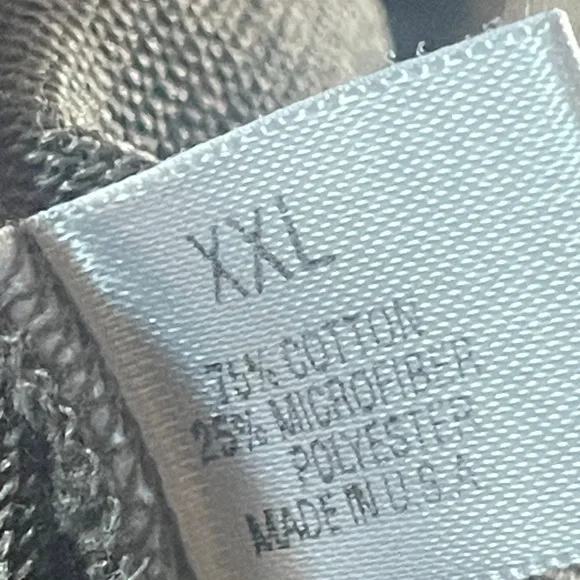 XXL
75% COTTON
25% MICROFIBER
POLYESTER
MADE IN U.S.A